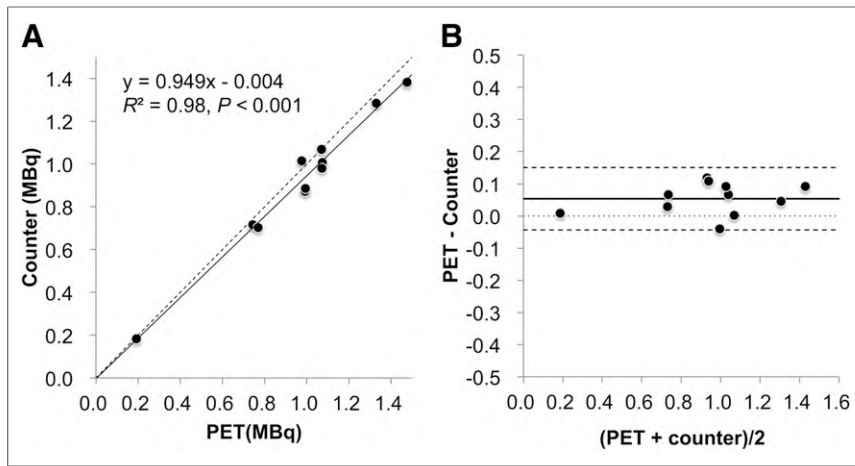 A
y = 0.949x - 0.004
R² = 0.98, P < 0.001
Counter (MBq)
1.4
1.2
1.0
0.8
0.6
0.4
0.2
0.0
0.0 0.2 0.4 0.6 0.8 1.0 1.2 1.4
PET(MBq)
B
PET - Counter
0.5
0.4
0.3
0.2
0.1
0.0
-0.1
-0.2
-0.3
-0.4
-0.5
0.0 0.2 0.4 0.6 0.8 1.0 1.2 1.4 1.6
(PET + counter)/2